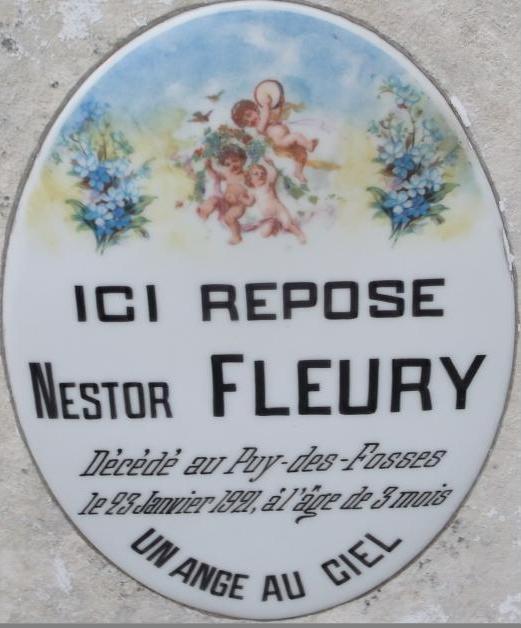 ICI REPOSE
NESTOR FLEURY
Décédé au Puy-des-Fosses
le 23 Janvier 1921, à l'âge de 3 mois
UN ANGE AU CIEL